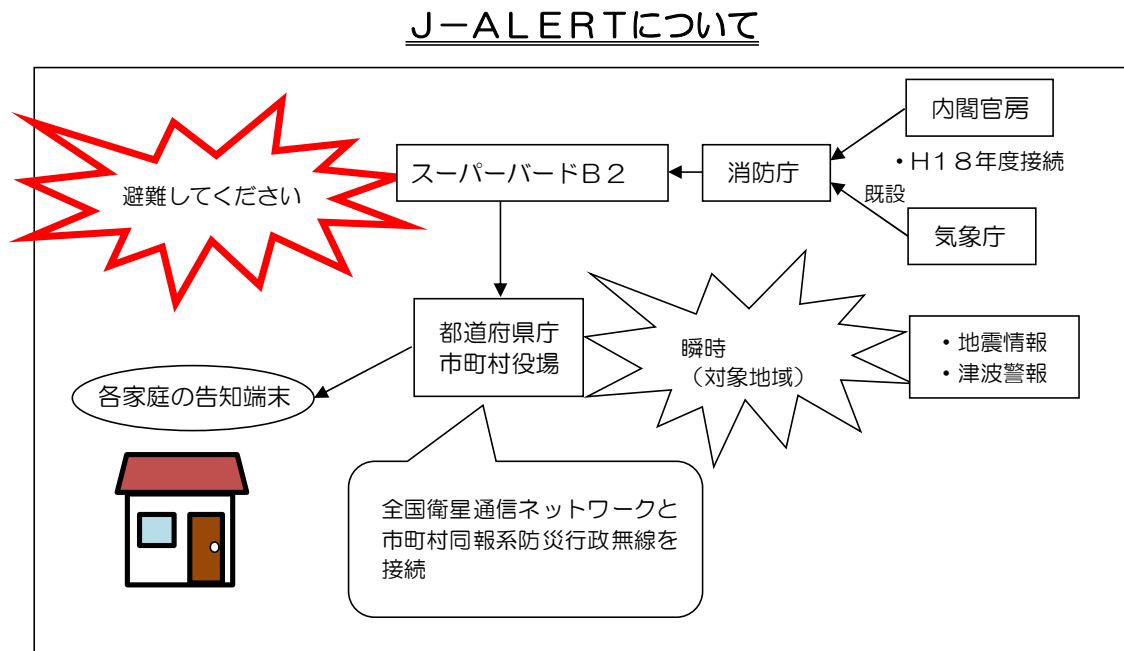 J－ALERTについて
内閣官房
・H18年度接続
スーパーバードB2
消防庁
避難してください
既設
気象庁
都道府県庁
市町村役場
瞬時
（対象地域）
・地震情報
・津波警報
各家庭の告知端末
全国衛星通信ネットワークと
市町村同報系防災行政無線を
接続